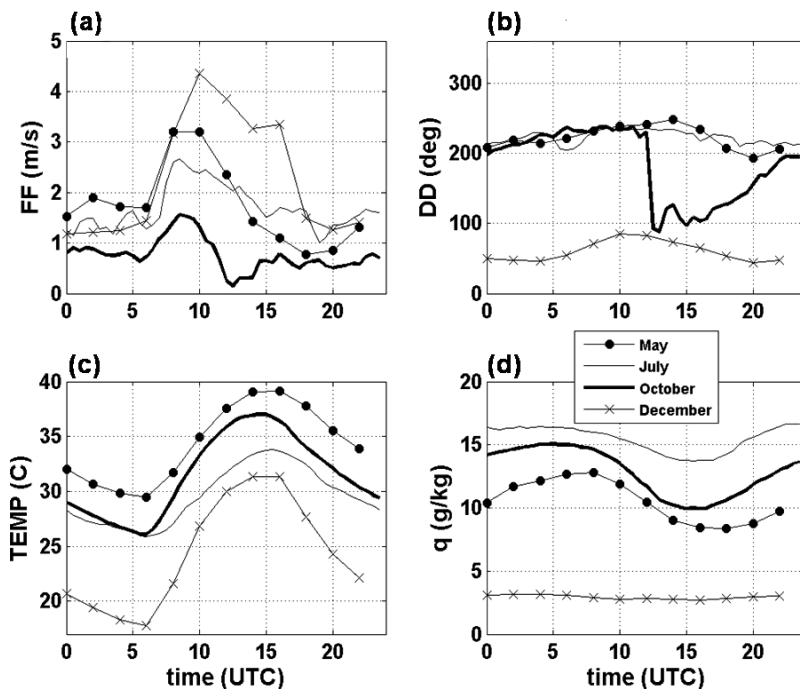 (a) (b)
5
4
3
2
1
0
FF (m/s)
0 5 10 15 20
300
200
100
0
DD (deg)
0 5 10 15 20
May
July
October
December
(c) (d)
40
35
30
25
20
TEMP (C)
0 5 10 15 20
time (UTC)
20
15
10
5
0
q (g/kg)
0 5 10 15 20
time (UTC)